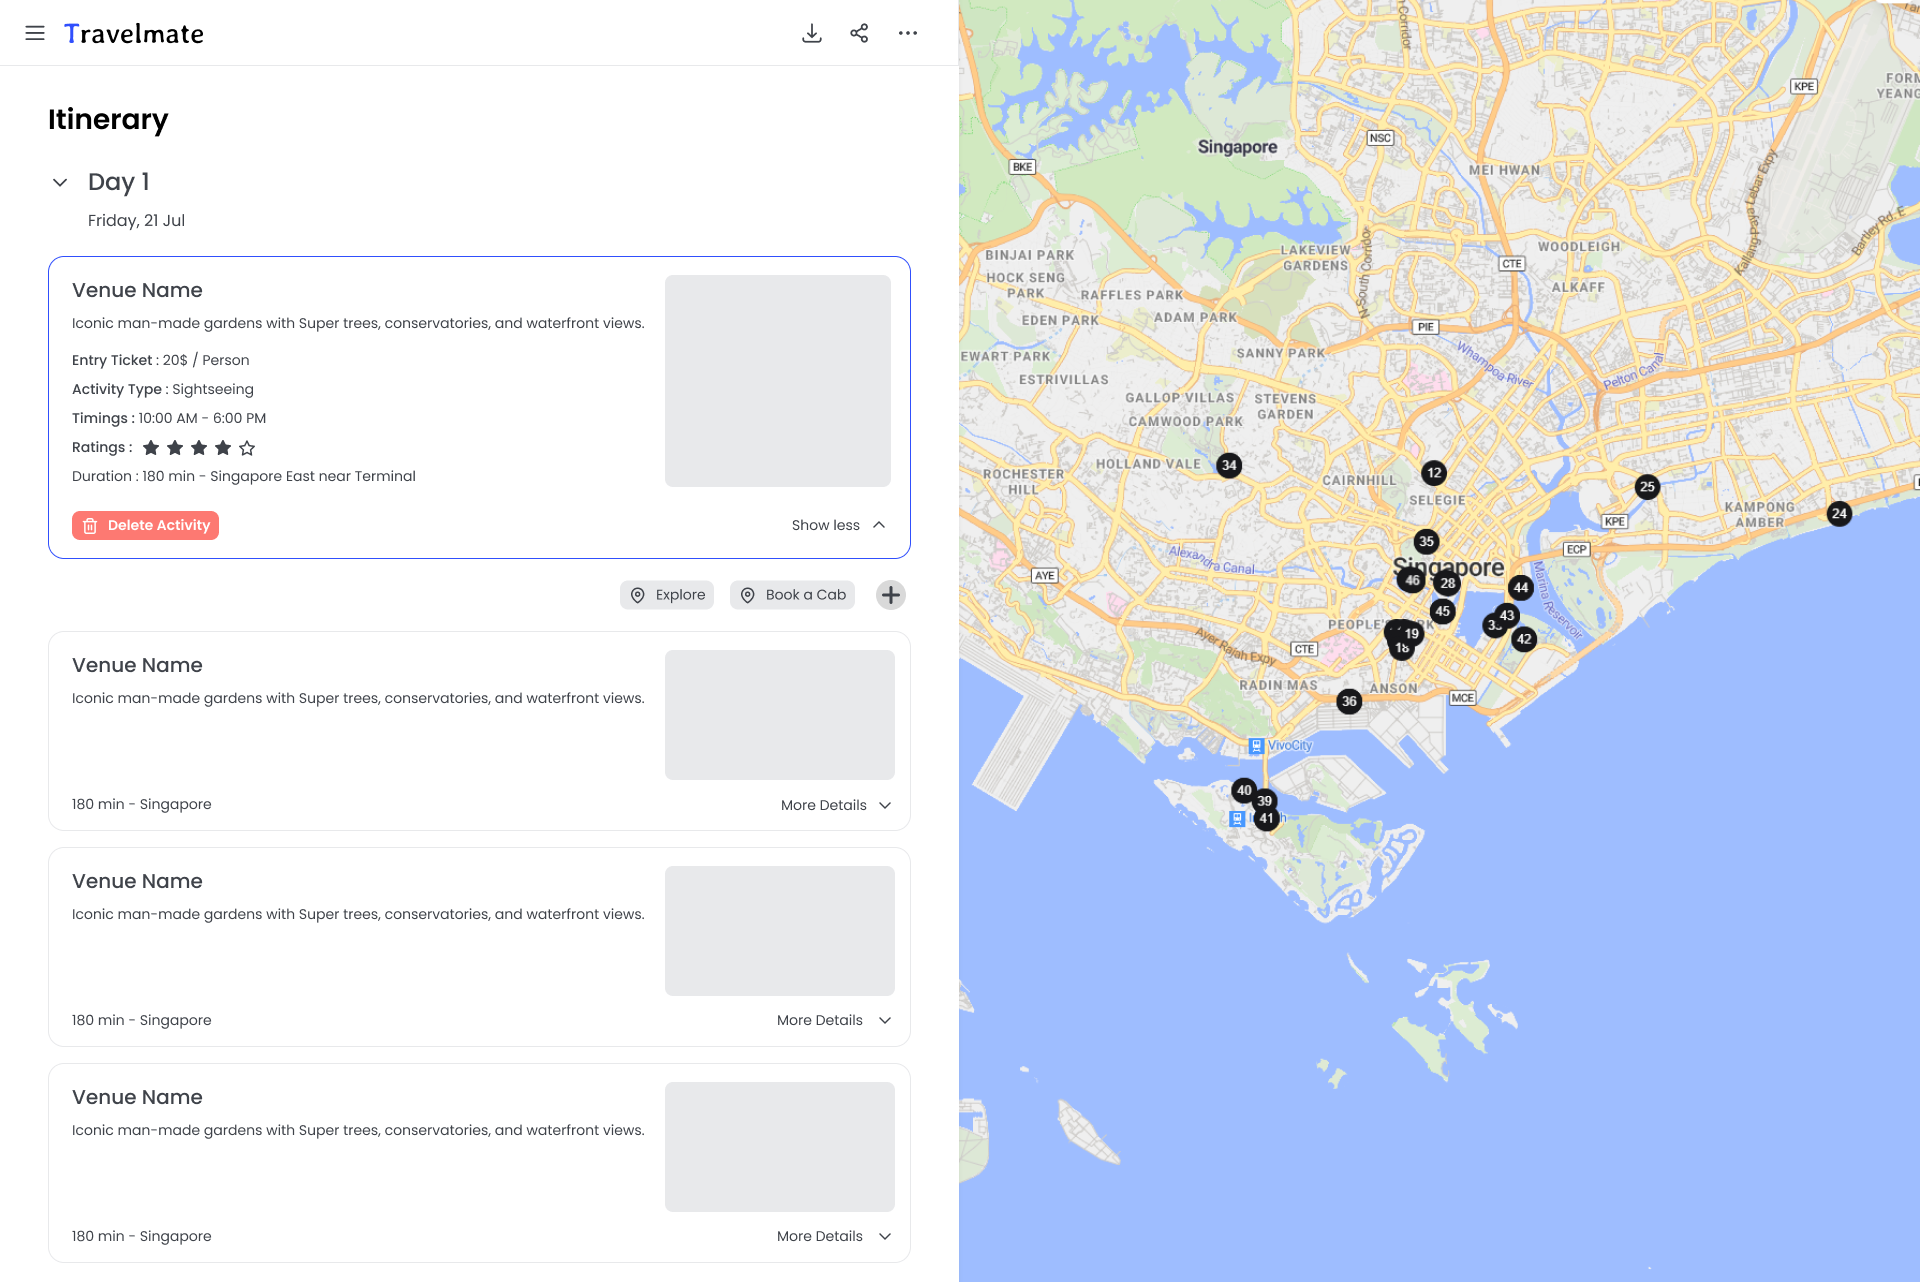 Travelmate
Itinerary
Day 1
Friday, 21 Jul
Venue Name
Iconic man-made gardens with Super trees, conservatories, and waterfront views.
Entry Ticket : 20$ / Person
Activity Type : Sightseeing
Timings : 10:00 AM - 6:00 PM
Ratings :
Duration : 180 min - Singapore East near Terminal
Delete Activity
Show less
Explore
Book a Cab
Venue Name
Iconic man-made gardens with Super trees, conservatories, and waterfront views.
180 min - Singapore
More Details
Venue Name
Iconic man-made gardens with Super trees, conservatories, and waterfront views.
180 min - Singapore
More Details
Venue Name
Iconic man-made gardens with Super trees, conservatories, and waterfront views.
180 min - Singapore
More Details
Corridor
KPE
NSC
Singapore
BKE
MEI HWAN
Kallang Paya Lebar Expy
Bartley Rd. E
BINJAI PARK
LAKEVIEW
GARDENS
N-South Corridor
WOODLEIGH
CTE
HOCK SENG
PARK
RAFFLES PARK
ALKAFF
EDEN PARK
ADAM PARK
PIE
EWART PARK
SANNY PARK
Whampoa River
Pelton Canal
ESTRIVILLAS
GALLOP VILLAS
STEVENS
GARDEN
CAMWOOD PARK
ROCHESTER
HILL
HOLLAND VALE
34
CAIRNHILL
12
SELEGIE
25
KAMPONG
AMBER
24
KPE
35
ECP
Alexandra Canal
Singapore
AYE
46
28
44
Marina Reservoir
45
43
42
19
18
Ayer Rajah Expy
CTE
RADIN MAS
ANSON
MCE
36
VivoCity
40
39
41